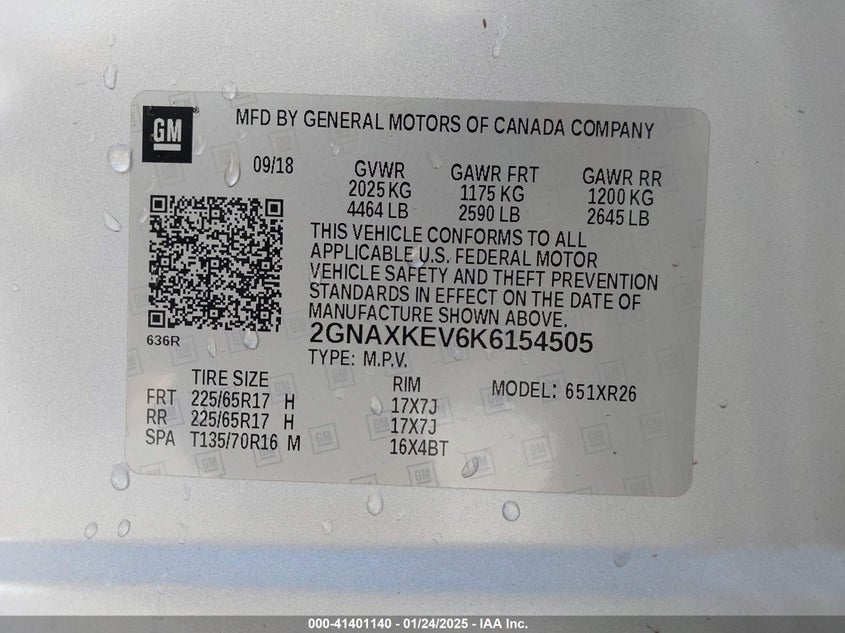 GM
MFD BY GENERAL MOTORS OF CANADA COMPANY
09/18 GVWR GAWR FRT GAWR RR
2025 KG 1175 KG 1200 KG
4464 LB 2590 LB 2645 LB
THIS VEHICLE CONFORMS TO ALL
APPLICABLE U.S. FEDERAL MOTOR
VEHICLE SAFETY AND THEFT PREVENTION
STANDARDS IN EFFECT ON THE DATE OF
MANUFACTURE SHOWN ABOVE.
636R
2GNAXKEV6K6154505
TYPE: M.P.V.
TIRE SIZE RIM MODEL: 651XR26
FRT 225/65R17 H 17X7J
RR 225/65R17 H 17X7J
SPA T135/70R16 M 16X4BT
000-41401140 - 01/24/2025 - IAA Inc.